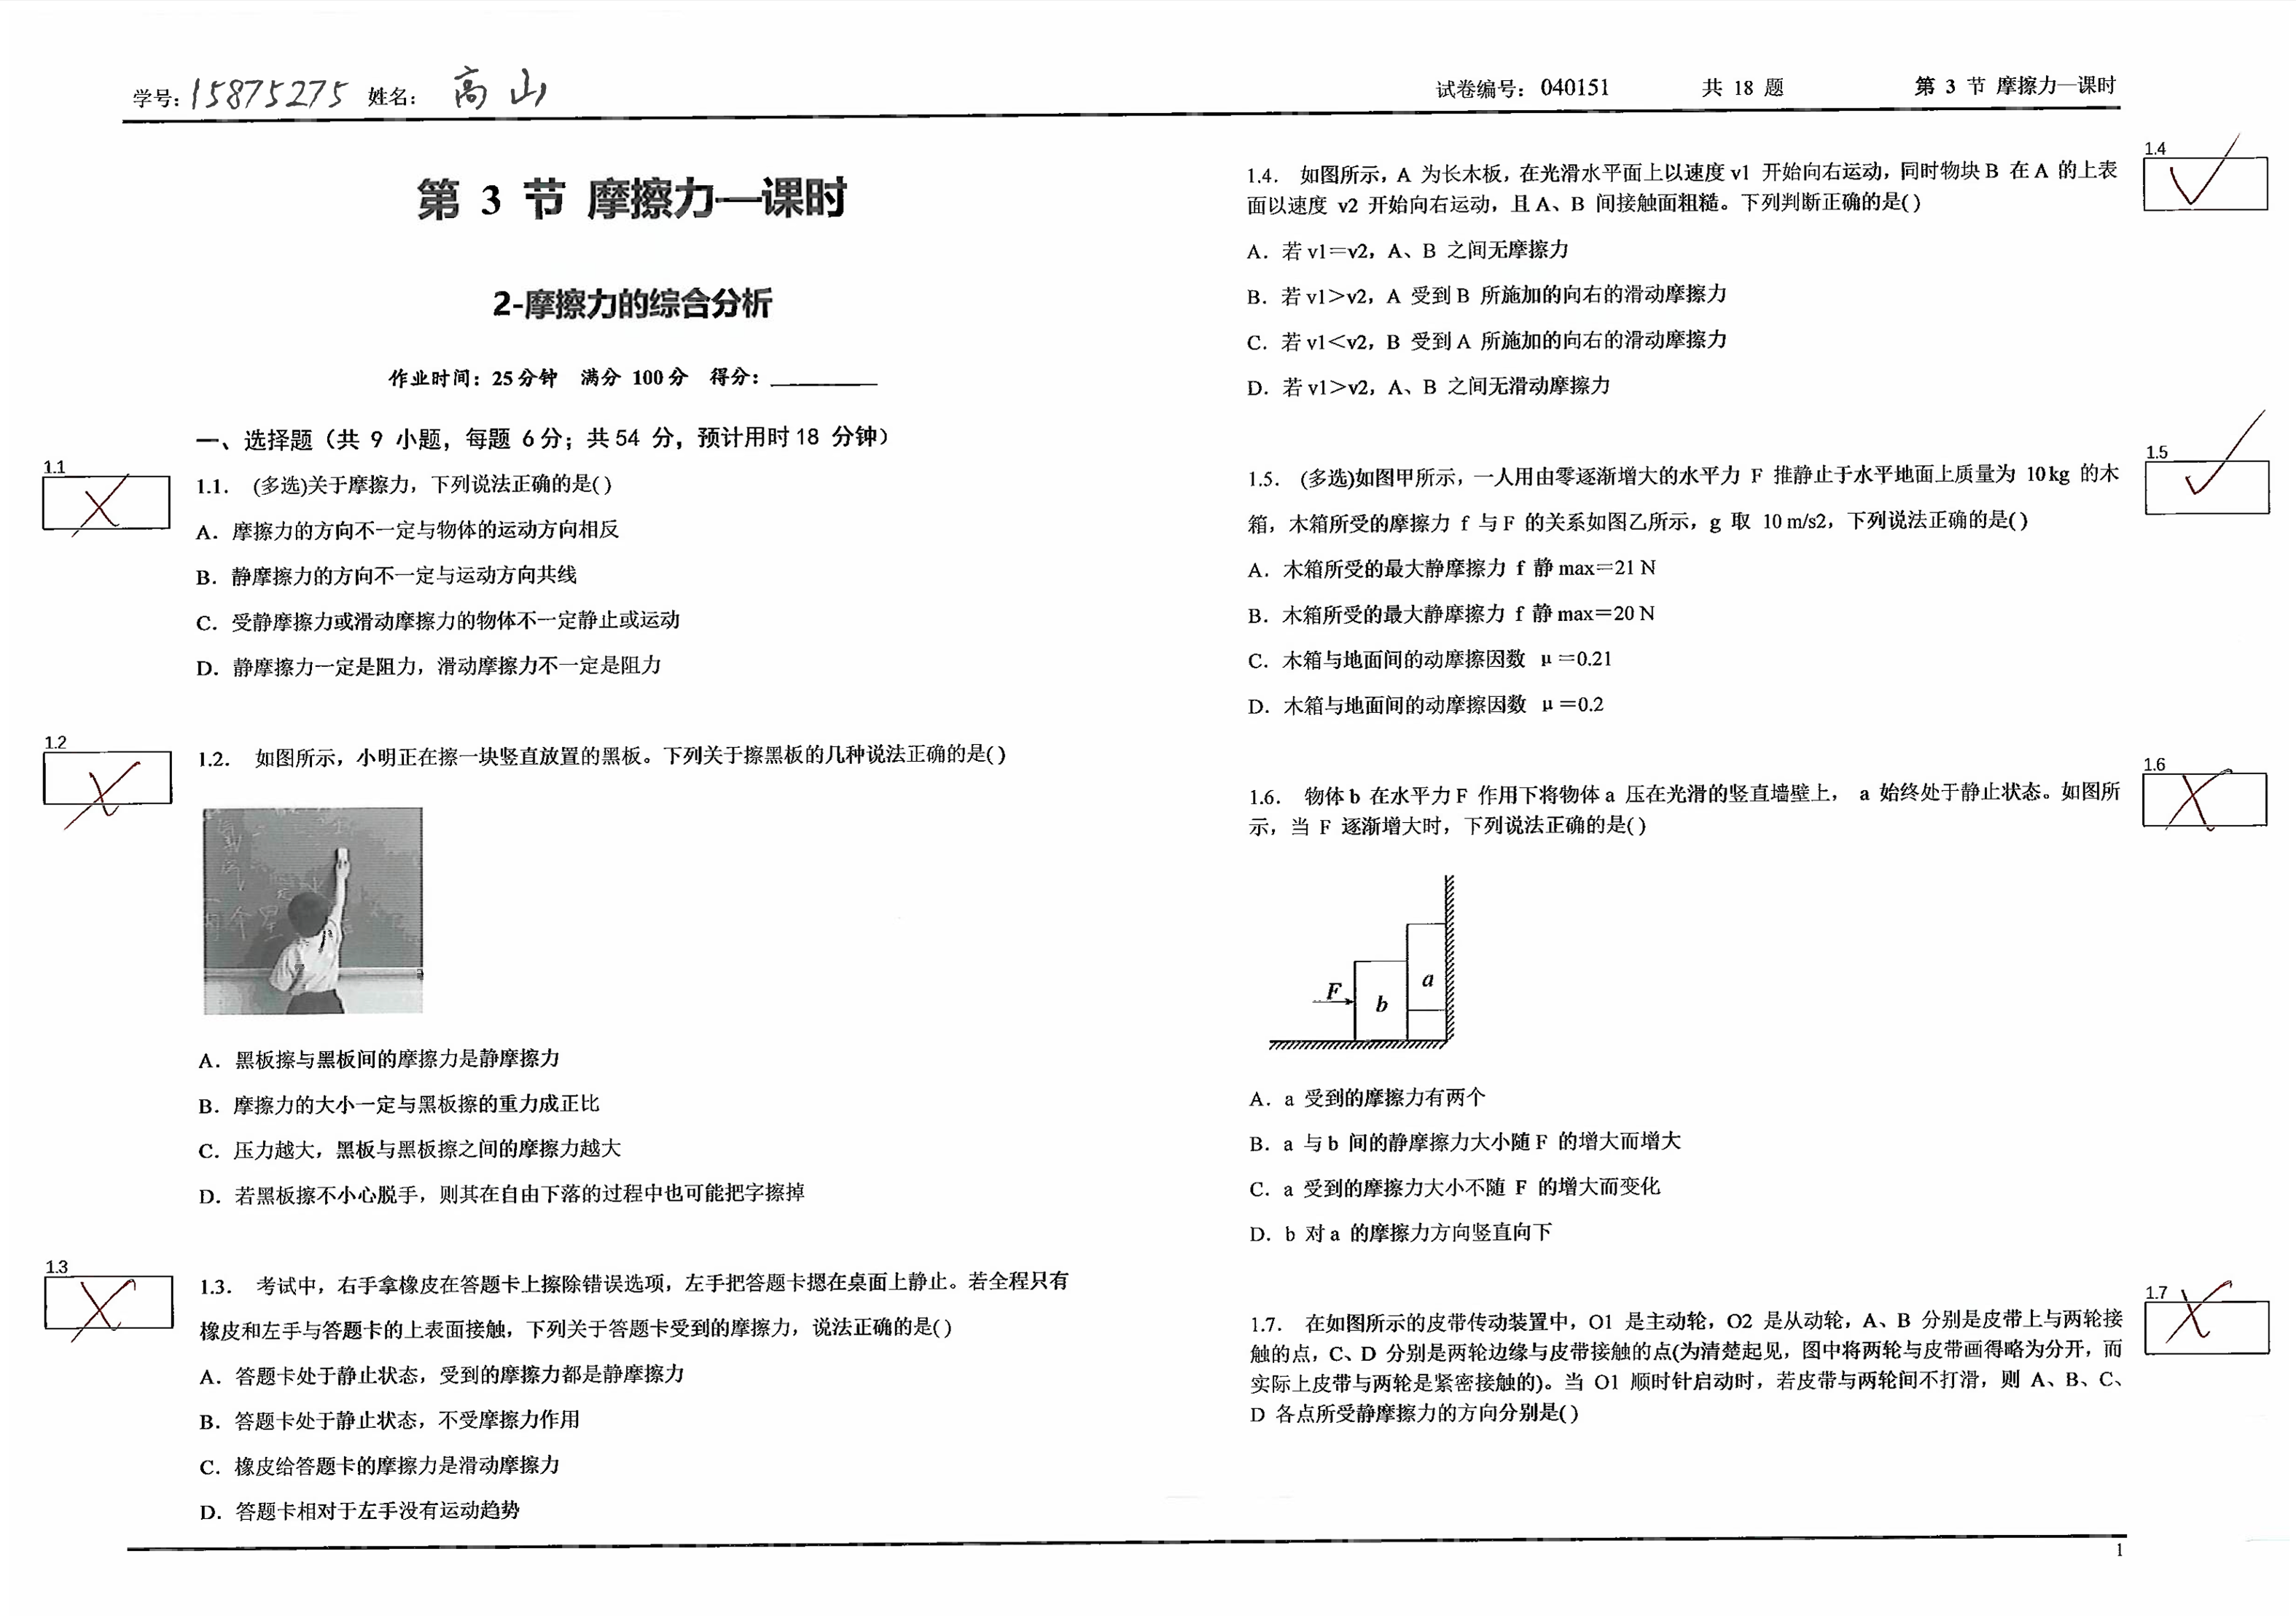 学号: 15875275 姓名: 高山
试卷编号: 040151 共 18 题 第 3 节 摩擦力—课时
第 3 节 摩擦力—课时
2-摩擦力的综合分析
作业时间: 25分钟 满分 100分 得分: ________
一、选择题（共 9 小题，每题 6分；共54 分，预计用时18 分钟）
1.1
1.1. (多选)关于摩擦力，下列说法正确的是( )
A. 摩擦力的方向不一定与物体的运动方向相反
B. 静摩擦力的方向不一定与运动方向共线
C. 受静摩擦力或滑动摩擦力的物体不一定静止或运动
D. 静摩擦力一定是阻力，滑动摩擦力不一定是阻力
1.2
1.2. 如图所示，小明正在擦一块竖直放置的黑板。下列关于擦黑板的几种说法正确的是( )
A. 黑板擦与黑板间的摩擦力是静摩擦力
B. 摩擦力的大小一定与黑板擦的重力成正比
C. 压力越大，黑板与黑板擦之间的摩擦力越大
D. 若黑板擦不小心脱手，则其在自由下落的过程中也可能把字擦掉
1.3
1.3. 考试中，右手拿橡皮在答题卡上擦除错误选项，左手把答题卡摁在桌面上静止。若全程只有
橡皮和左手与答题卡的上表面接触，下列关于答题卡受到的摩擦力，说法正确的是( )
A. 答题卡处于静止状态，受到的摩擦力都是静摩擦力
B. 答题卡处于静止状态，不受摩擦力作用
C. 橡皮给答题卡的摩擦力是滑动摩擦力
D. 答题卡相对于左手没有运动趋势
1.4
1.4. 如图所示，A 为长木板，在光滑水平面上以速度v1 开始向右运动，同时物块B 在A 的上表
面以速度 v2 开始向右运动，且A、B 间接触面粗糙。下列判断正确的是( )
A. 若v1＝v2，A、B 之间无摩擦力
B. 若v1＞v2，A 受到B 所施加的向右的滑动摩擦力
C. 若v1＜v2，B 受到A 所施加的向右的滑动摩擦力
D. 若v1＞v2，A、B 之间无滑动摩擦力
1.5
1.5. (多选)如图甲所示，一人用由零逐渐增大的水平力 F 推静止于水平地面上质量为 10kg 的木
箱，木箱所受的摩擦力 f 与F 的关系如图乙所示，g 取 10 m/s2，下列说法正确的是( )
A. 木箱所受的最大静摩擦力 f 静max＝21 N
B. 木箱所受的最大静摩擦力 f 静max＝20 N
C. 木箱与地面间的动摩擦因数 μ＝0.21
D. 木箱与地面间的动摩擦因数 μ＝0.2
1.6
1.6. 物体b 在水平力F 作用下将物体a 压在光滑的竖直墙壁上， a 始终处于静止状态。如图所
示，当 F 逐渐增大时，下列说法正确的是( )
F
b
a
A. a 受到的摩擦力有两个
B. a 与b 间的静摩擦力大小随F 的增大而增大
C. a 受到的摩擦力大小不随 F 的增大而变化
D. b 对a 的摩擦力方向竖直向下
1.7
1.7. 在如图所示的皮带传动装置中，O1 是主动轮，O2 是从动轮，A、B 分别是皮带上与两轮接
触的点，C、D 分别是两轮边缘与皮带接触的点(为清楚起见，图中将两轮与皮带画得略为分开，而
实际上皮带与两轮是紧密接触的)。当 O1 顺时针启动时，若皮带与两轮间不打滑，则 A、B、C、
D 各点所受静摩擦力的方向分别是( )
1